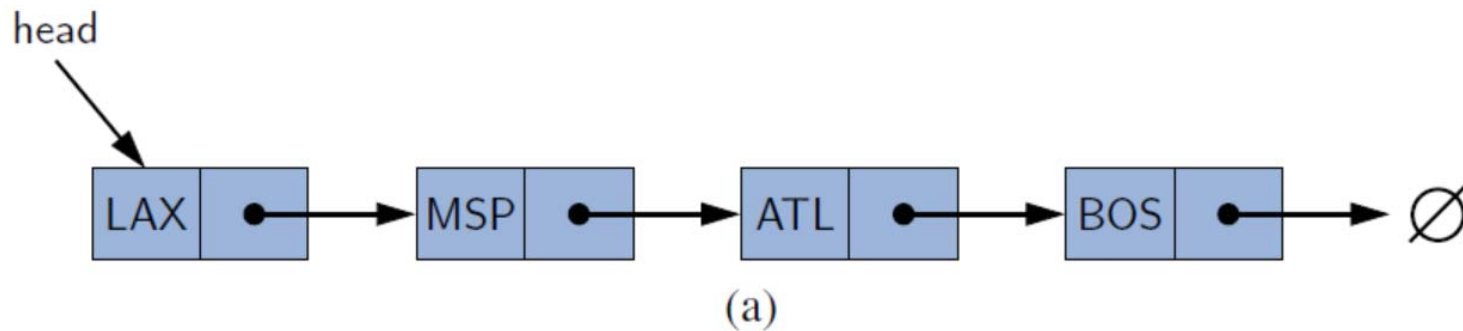 head
LAX MSP ATL BOS ∅
(a)